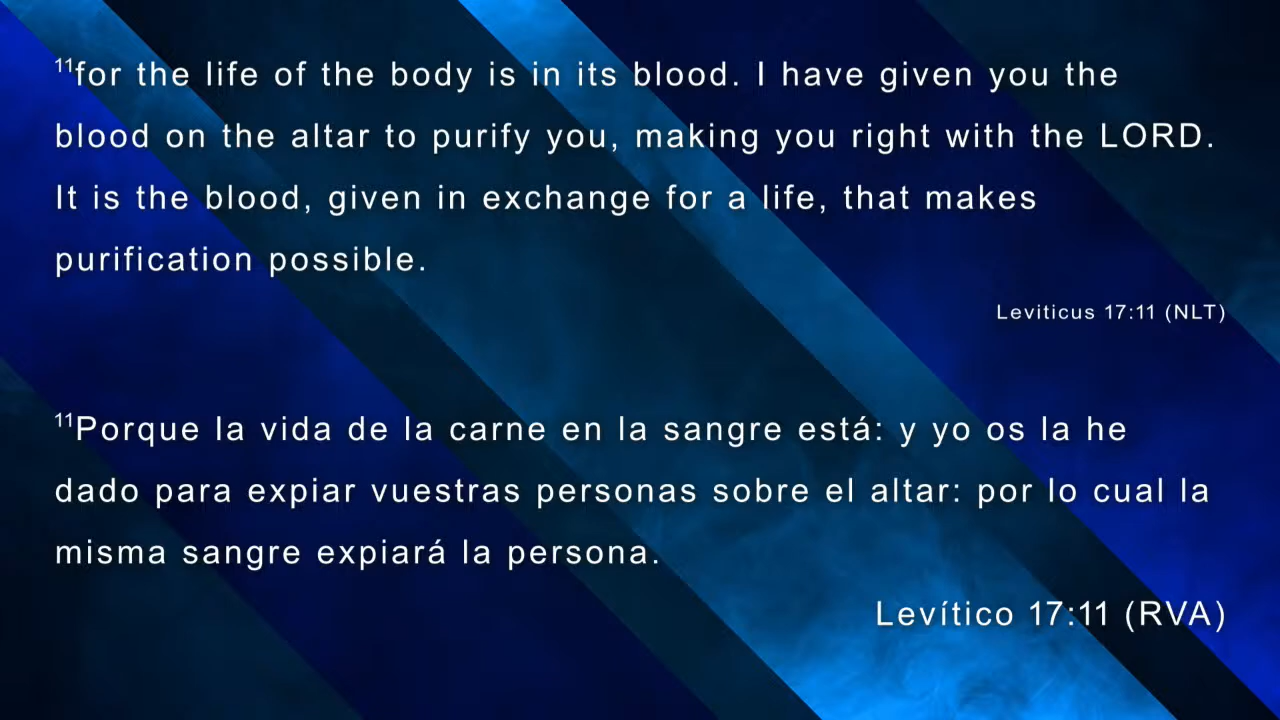 11for the life of the body is in its blood. I have given you the
blood on the altar to purify you, making you right with the LORD.
It is the blood, given in exchange for a life, that makes
purification possible.
Leviticus 17:11 (NLT)
11Porque la vida de la carne en la sangre está: y yo os la he
dado para expiar vuestras personas sobre el altar: por lo cual la
misma sangre expiará la persona.
Levítico 17:11 (RVA)